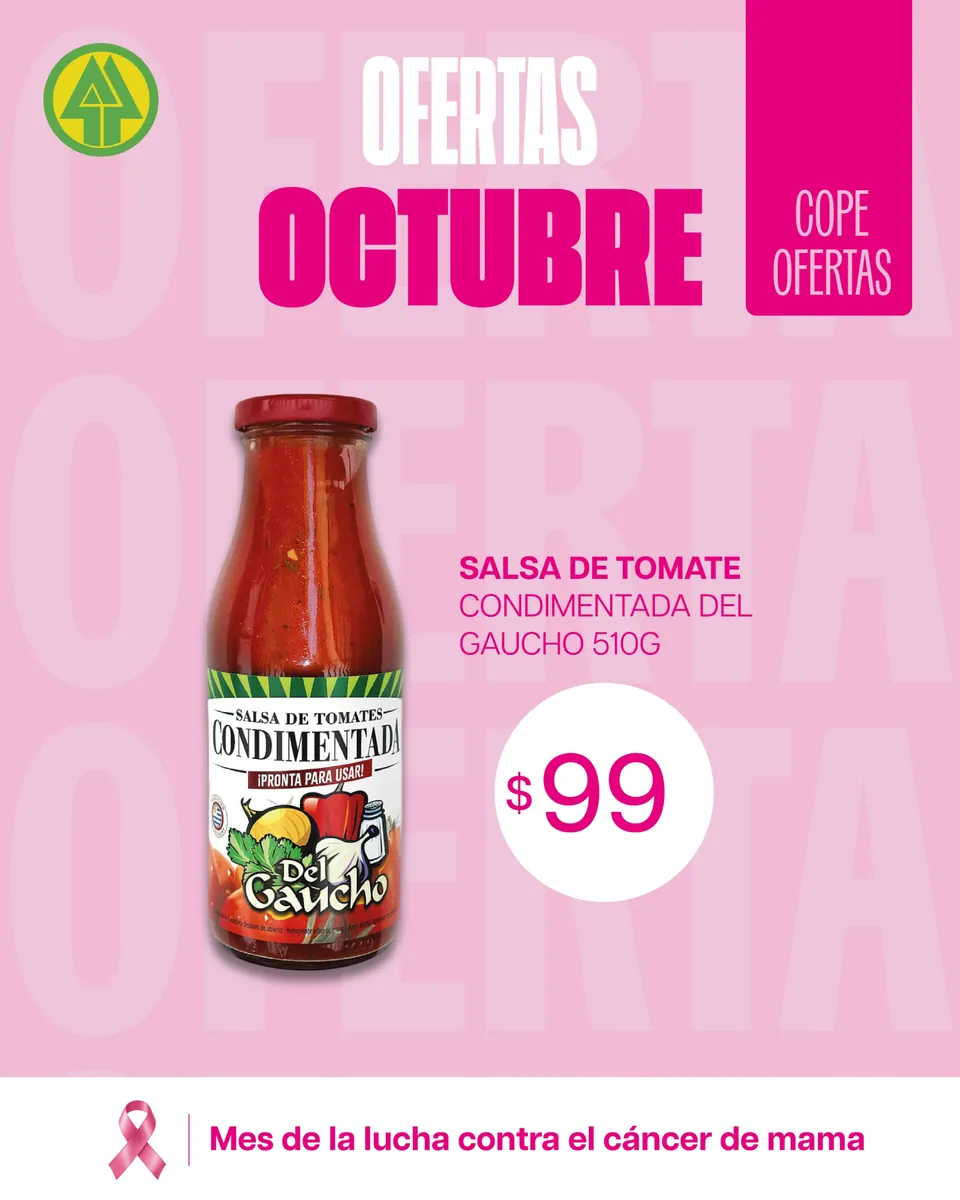 OFERTAS
OCTUBRE
COPE
OFERTAS
SALSA DE TOMATE
CONDIMENTADA DEL
GAUCHO 510G
$99
SALSA DE TOMATES
CONDIMENTADA
¡PRONTA PARA USAR!
Del
Gaucho
Mes de la lucha contra el cáncer de mama